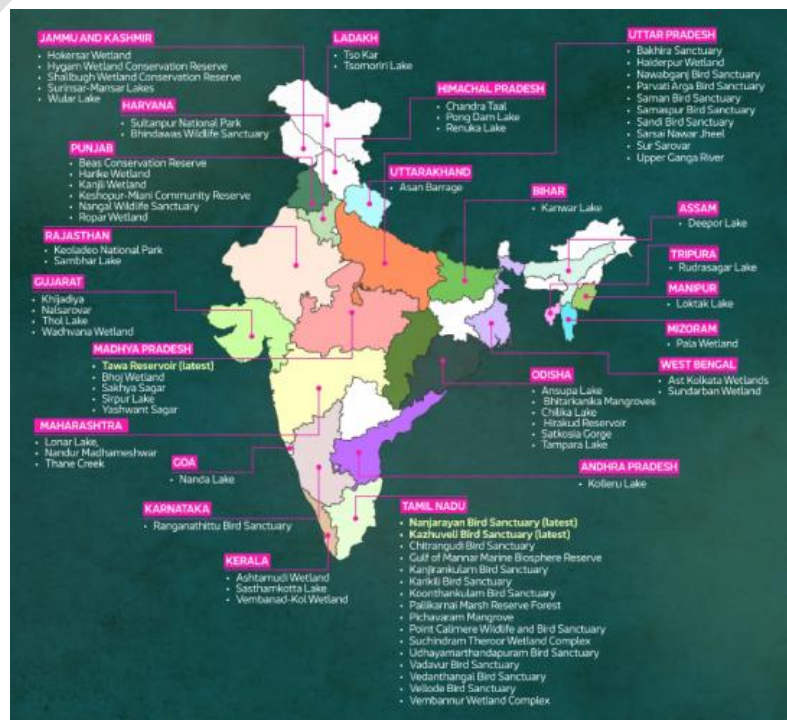 JAMMU AND KASHMIR
• Hokersar Wetland
• Hygam Wetland Conservation Reserve
• Shallbugh Wetland Conservation Reserve
• Surinsar-Mansar Lakes
• Wular Lake
LADAKH
• Tso Kar
• Tsomoriri Lake
UTTAR PRADESH
• Bakhira Sanctuary
• Haiderpur Wetland
• Nawabganj Bird Sanctuary
• Parvati Arga Bird Sanctuary
• Saman Bird Sanctuary
• Samaspur Bird Sanctuary
• Sandi Bird Sanctuary
• Sarsai Nawar Jheel
• Sur Sarovar
• Upper Ganga River
HIMACHAL PRADESH
• Chandra Taal
• Pong Dam Lake
• Renuka Lake
HARYANA
• Sultanpur National Park
• Bhindawas Wildlife Sanctuary
PUNJAB
• Beas Conservation Reserve
• Harike Wetland
• Kanjli Wetland
• Keshopur-Miani Community Reserve
• Nangal Wildlife Sanctuary
• Ropar Wetland
UTTARAKHAND
• Asan Barrage
BIHAR
• Kanwar Lake
ASSAM
• Deepor Lake
RAJASTHAN
• Keoladeo National Park
• Sambhar Lake
TRIPURA
• Rudrasagar Lake
GUJARAT
• Khijadiya
• Nalsarovar
• Thol Lake
• Wadhvana Wetland
MANIPUR
• Loktak Lake
MIZORAM
• Pala Wetland
MADHYA PRADESH
• Tawa Reservoir (latest)
• Bhoj Wetland
• Sakhya Sagar
• Sirpur Lake
• Yashwant Sagar
WEST BENGAL
• Ast Kolkata Wetlands
• Sundarban Wetland
ODISHA
• Ansupa Lake
• Bhitarkanika Mangroves
• Chilika Lake
• Hirakud Reservoir
• Satkosia Gorge
• Tampara Lake
MAHARASHTRA
• Lonar Lake,
• Nandur Madhameshwar
• Thane Creek
GOA
• Nanda Lake
ANDHRA PRADESH
• Kolleru Lake
KARNATAKA
• Ranganathittu Bird Sanctuary
TAMIL NADU
• Nanjarayan Bird Sanctuary (latest)
• Kazhuveli Bird Sanctuary (latest)
• Chitrangudi Bird Sanctuary
• Gulf of Mannar Marine Biosphere Reserve
• Kanjirankulam Bird Sanctuary
• Karikili Bird Sanctuary
• Koonthankulam Bird Sanctuary
• Pallikarnai Marsh Reserve Forest
• Pichavaram Mangrove
• Point Calimere Wildlife and Bird Sanctuary
• Suchindram Theroor Wetland Complex
• Udhayamarthandapuram Bird Sanctuary
• Vadavur Bird Sanctuary
• Vedanthangal Bird Sanctuary
• Vellode Bird Sanctuary
• Vembannur Wetland Complex
KERALA
• Ashtamudi Wetland
• Sasthamkotta Lake
• Vembanad-Kol Wetland